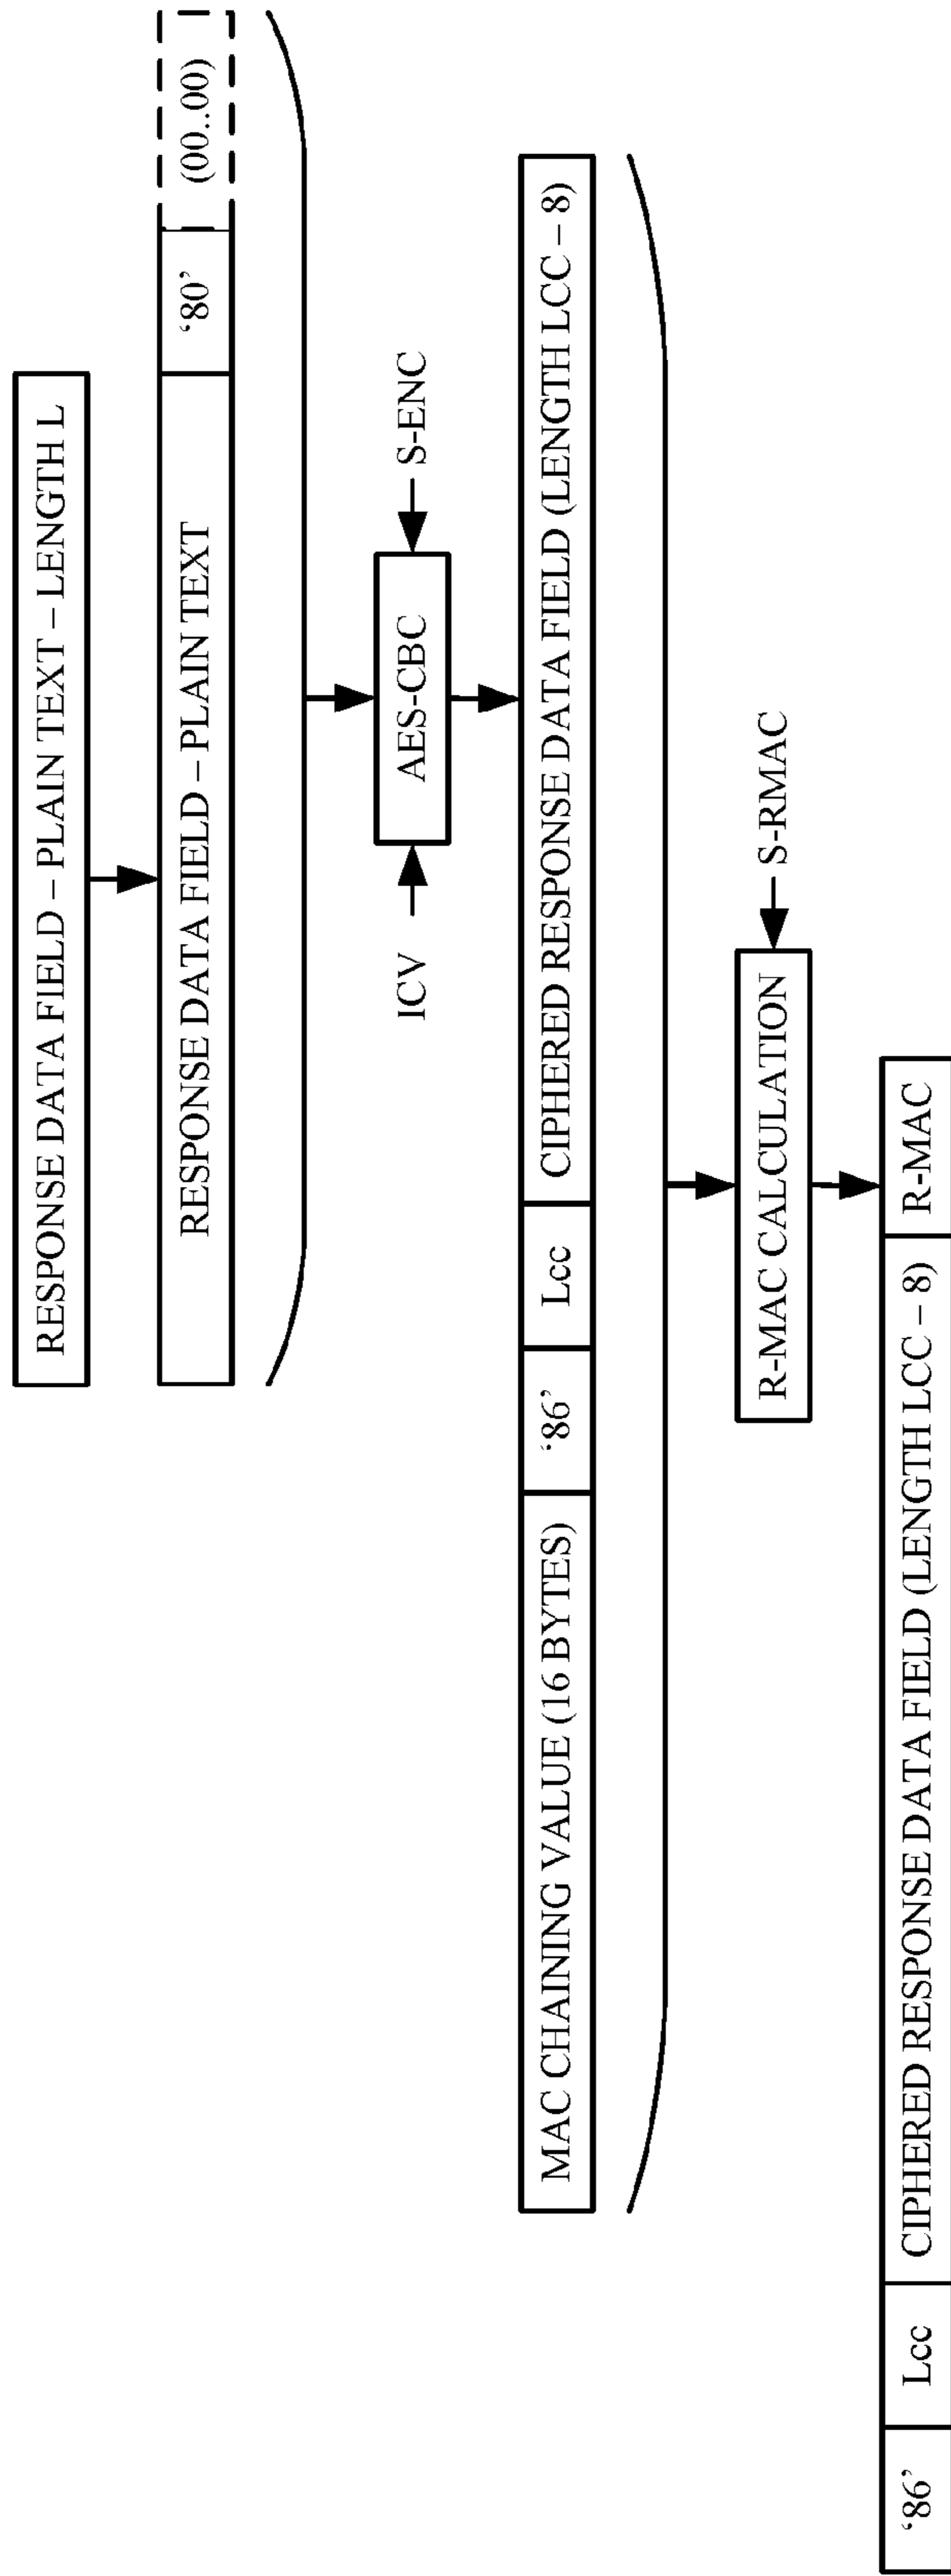 RESPONSE DATA FIELD – PLAIN TEXT – LENGTH L
RESPONSE DATA FIELD – PLAIN TEXT
‘80’
(00..00)
ICV
AES-CBC
S-ENC
MAC CHAINING VALUE (16 BYTES)
‘86’
Lcc
CIPHERED RESPONSE DATA FIELD (LENGTH LCC – 8)
R-MAC CALCULATION
S-RMAC
‘86’
Lcc
CIPHERED RESPONSE DATA FIELD (LENGTH LCC – 8)
R-MAC